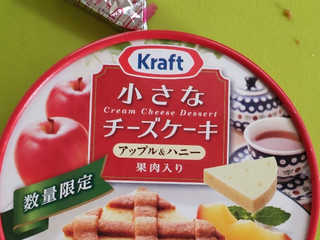 Kraft
小さな
Cream Cheese Dessert
チーズケーキ
アップル&ハニー
果肉入り
数量限定